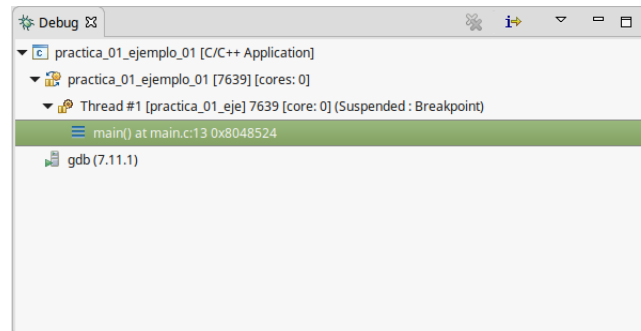 Debug
practica_01_ejemplo_01 [C/C++ Application]
practica_01_ejemplo_01 [7639] [cores: 0]
Thread #1 [practica_01_eje] 7639 [core: 0] (Suspended : Breakpoint)
main() at main.c:13 0x8048524
gdb (7.11.1)